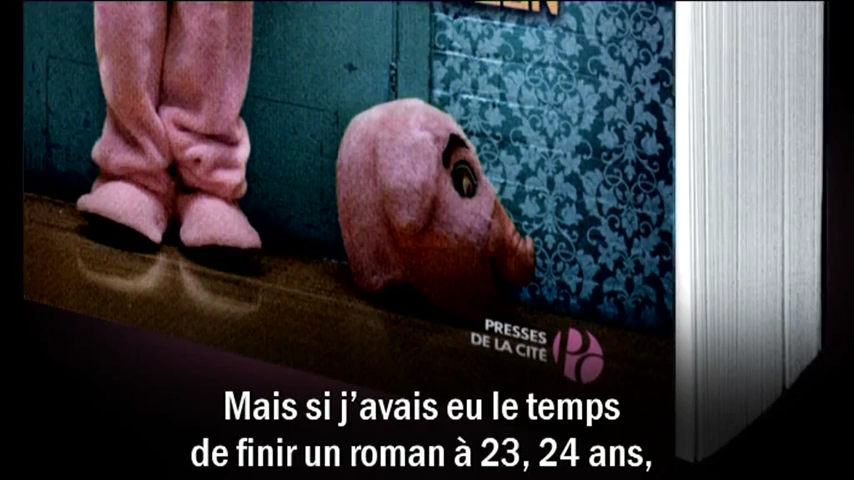 PRESSES
DE LA CITÉ
Mais si j’avais eu le temps
de finir un roman à 23, 24 ans,